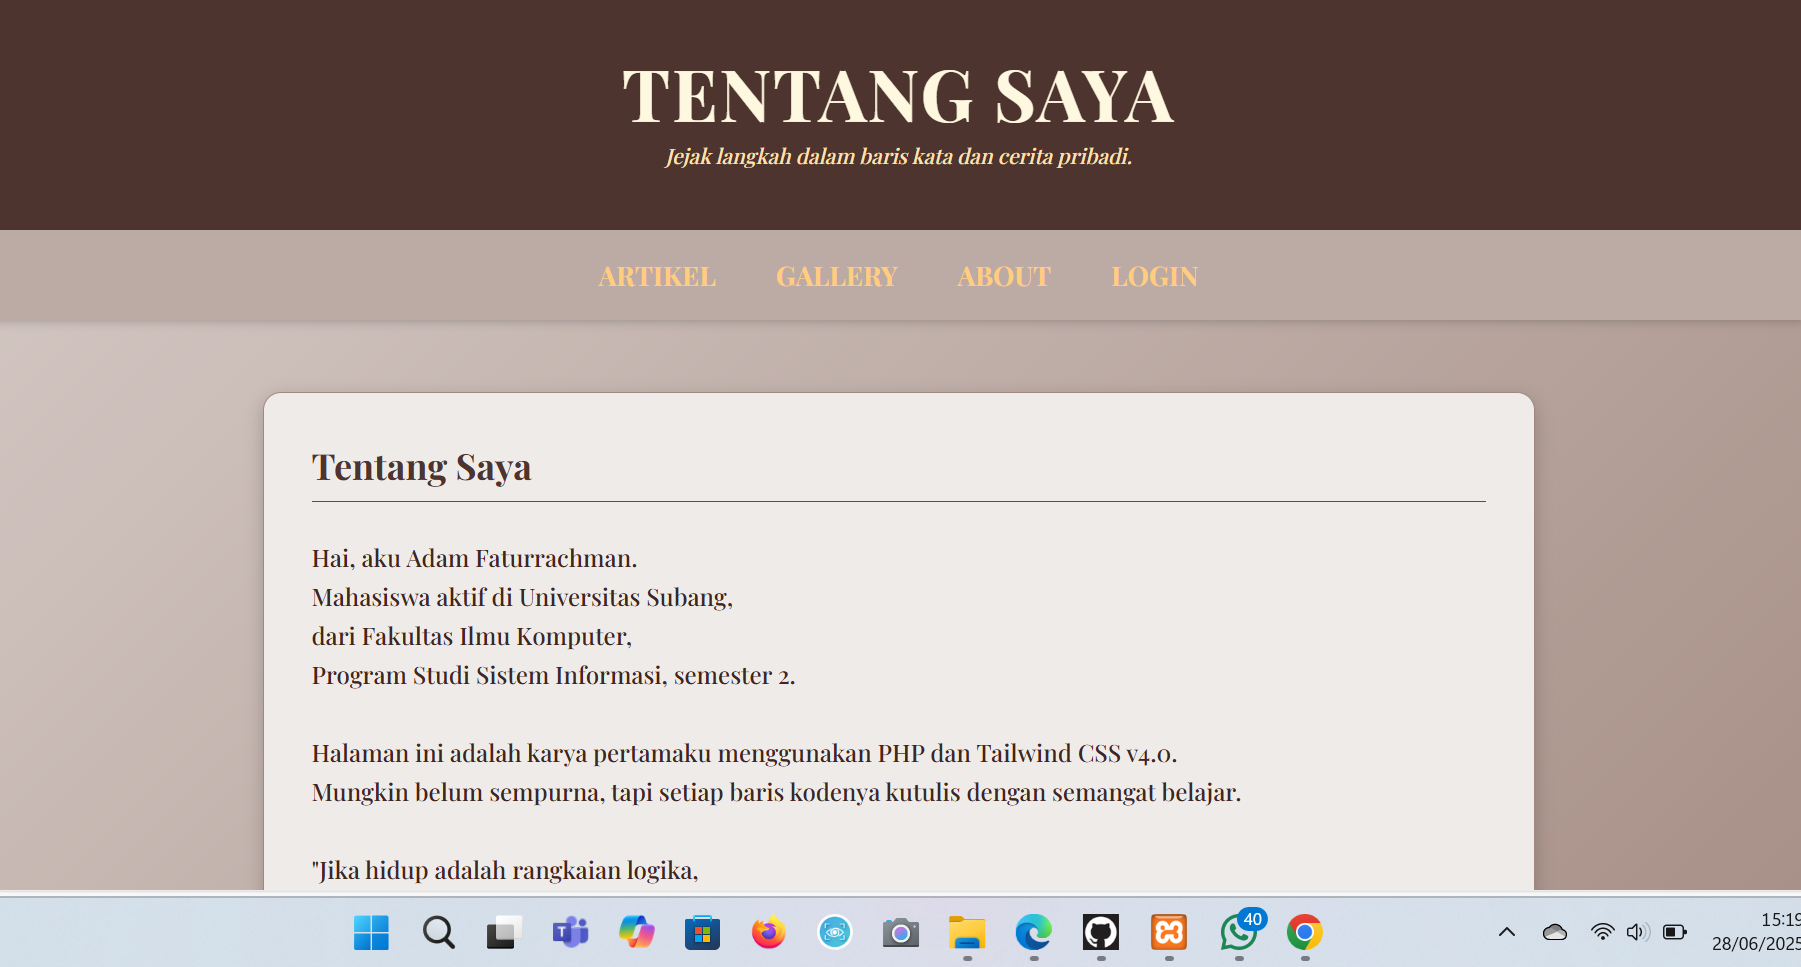 TENTANG SAYA
Jejak langkah dalam baris kata dan cerita pribadi.
ARTIKEL GALLERY ABOUT LOGIN
Tentang Saya
Hai, aku Adam Faturrachman.
Mahasiswa aktif di Universitas Subang,
dari Fakultas Ilmu Komputer,
Program Studi Sistem Informasi, semester 2.
Halaman ini adalah karya pertamaku menggunakan PHP dan Tailwind CSS v4.0.
Mungkin belum sempurna, tapi setiap baris kodenya kutulis dengan semangat belajar.
"Jika hidup adalah rangkaian logika,
40
15:19
28/06/2025